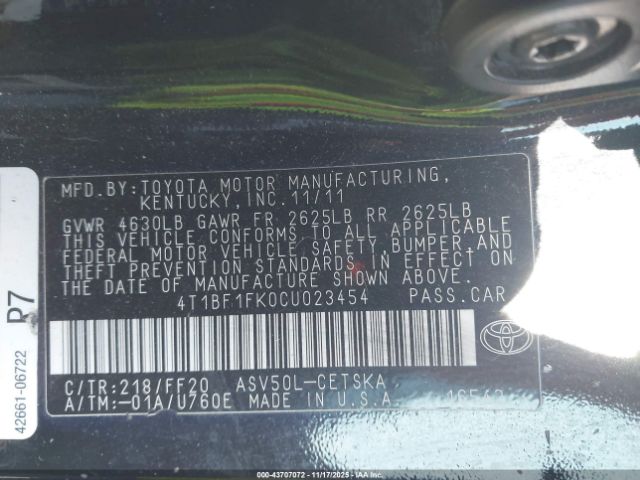 MFD. BY: TOYOTA MOTOR MANUFACTURING,
KENTUCKY, INC. 11/11
GVWR 4630LB GAWR FR 2625LB RR 2625LB
THIS VEHICLE CONFORMS TO ALL APPLICABLE
FEDERAL MOTOR VEHICLE SAFETY, BUMPER, AND
THEFT PREVENTION STANDARDS IN EFFECT ON
THE DATE OF MANUFACTURE SHOWN ABOVE.
4T1BF1FK0CU023454 PASS. CAR
C/TR: 218/FF20 ASV50L-CETSKA
A/TM: -01A/U760E MADE IN U.S.A.
TOYOTA
P7
42661-06722
000-43707072
11/17/2025 - IAA Inc.